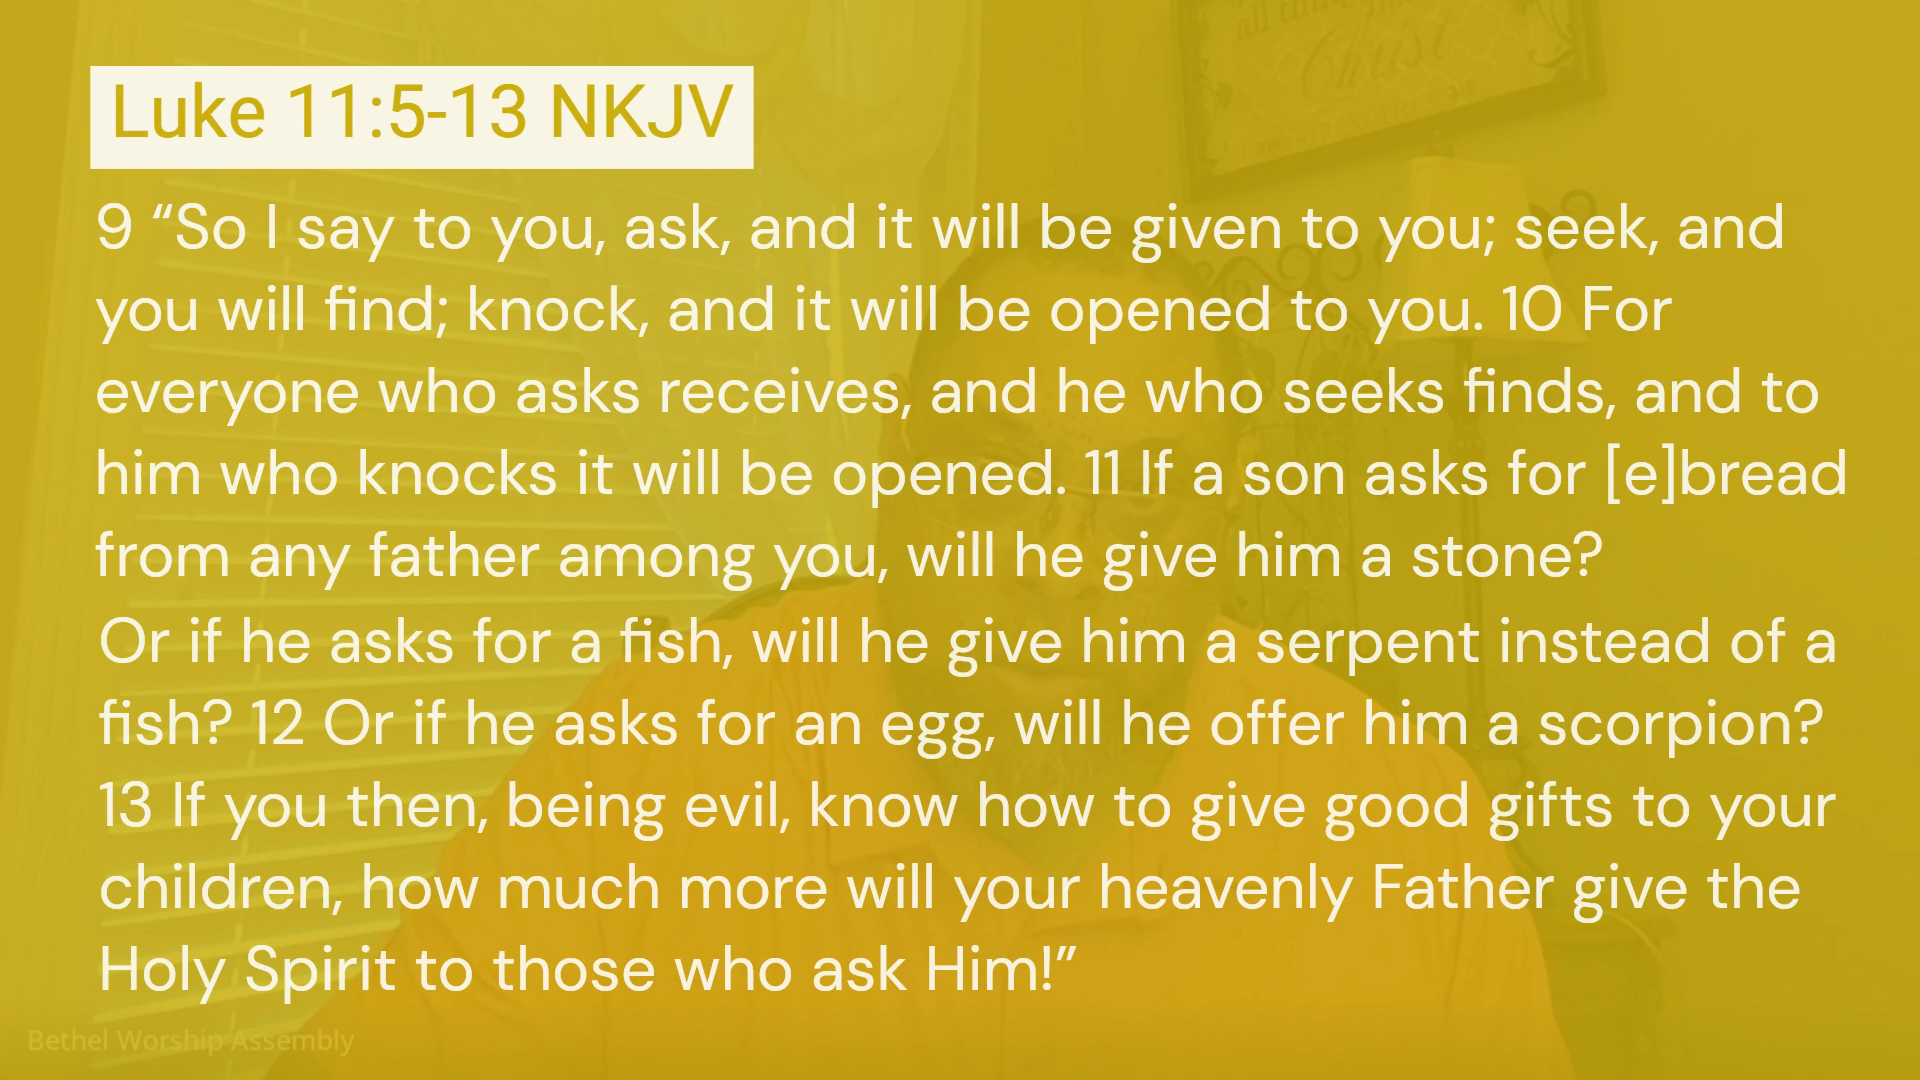 all thi
Christ
Luke 11:5-13 NKJV
9 “So I say to you, ask, and it will be given to you; seek, and
you will find; knock, and it will be opened to you. 10 For
everyone who asks receives, and he who seeks finds, and to
him who knocks it will be opened. 11 If a son asks for [e]bread
from any father among you, will he give him a stone?
Or if he asks for a fish, will he give him a serpent instead of a
fish? 12 Or if he asks for an egg, will he offer him a scorpion?
13 If you then, being evil, know how to give good gifts to your
children, how much more will your heavenly Father give the
Holy Spirit to those who ask Him!”
Bethel Worship Assembly